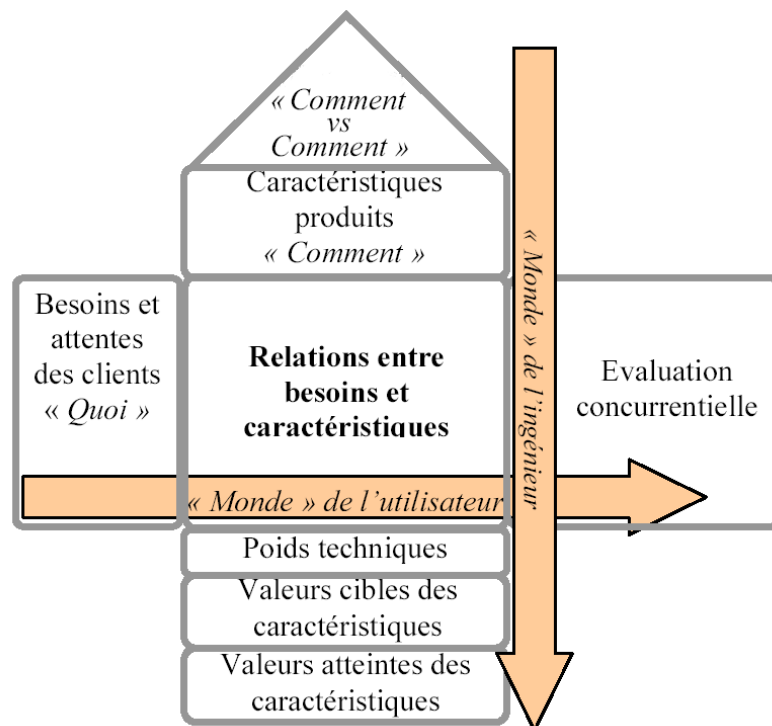 « Comment
vs
Comment »
Caractéristiques
produits
« Comment »
Besoins et
attentes
des clients
« Quoi »
Relations entre
besoins et
caractéristiques
« Monde » de l’ingénieur
Evaluation
concurrentielle
« Monde » de l’utilisateur
Poids techniques
Valeurs cibles des
caractéristiques
Valeurs atteintes des
caractéristiques